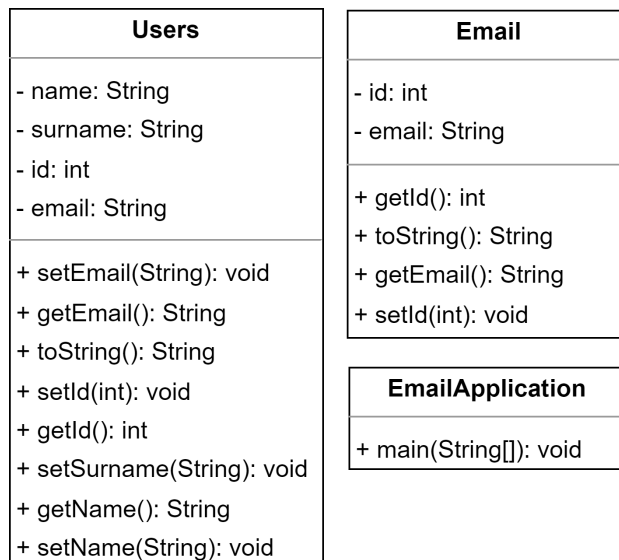 Users
- name: String
- surname: String
- id: int
- email: String
+ setEmail(String): void
+ getEmail(): String
+ toString(): String
+ setId(int): void
+ getId(): int
+ setSurname(String): void
+ getName(): String
+ setName(String): void
Email
- id: int
- email: String
+ getId(): int
+ toString(): String
+ getEmail(): String
+ setId(int): void
EmailApplication
+ main(String[]): void